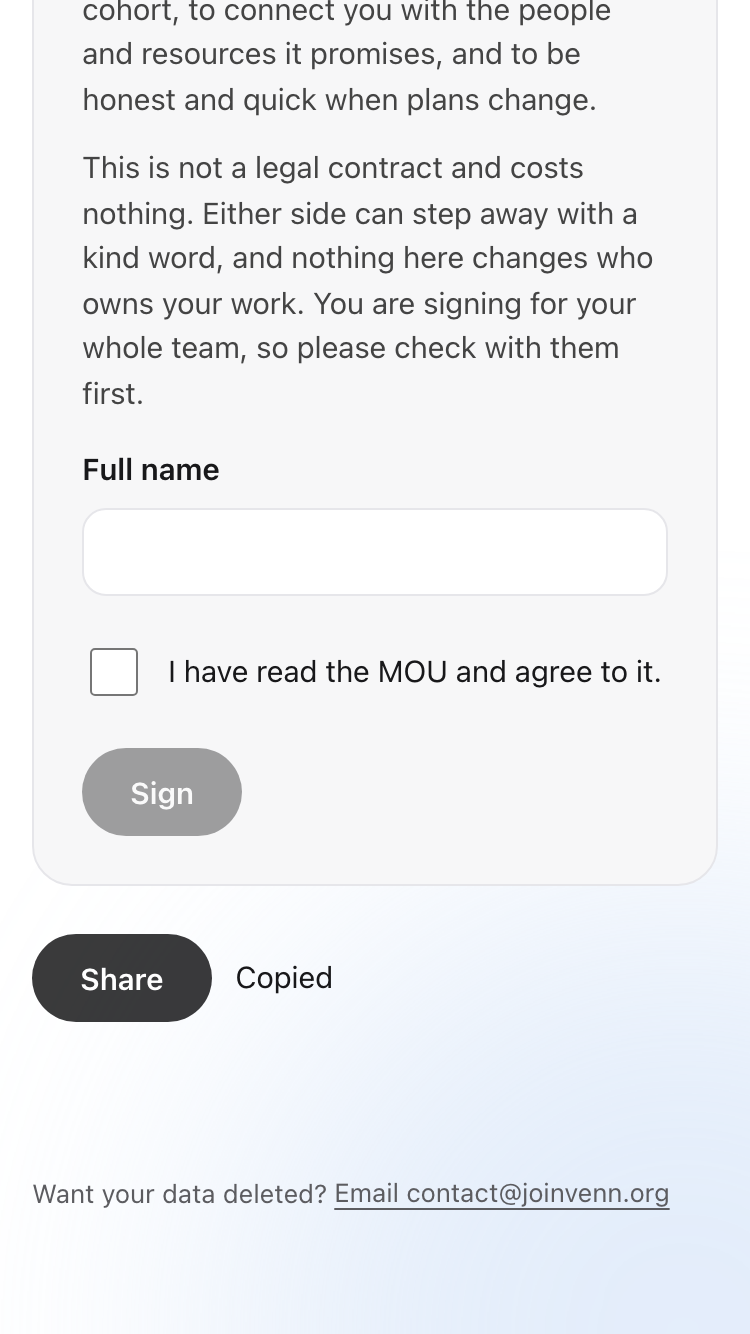 cohort, to connect you with the people
and resources it promises, and to be
honest and quick when plans change.
This is not a legal contract and costs
nothing. Either side can step away with a
kind word, and nothing here changes who
owns your work. You are signing for your
whole team, so please check with them
first.
Full name
I have read the MOU and agree to it.
Sign
Share Copied
Want your data deleted? Email contact@joinvenn.org